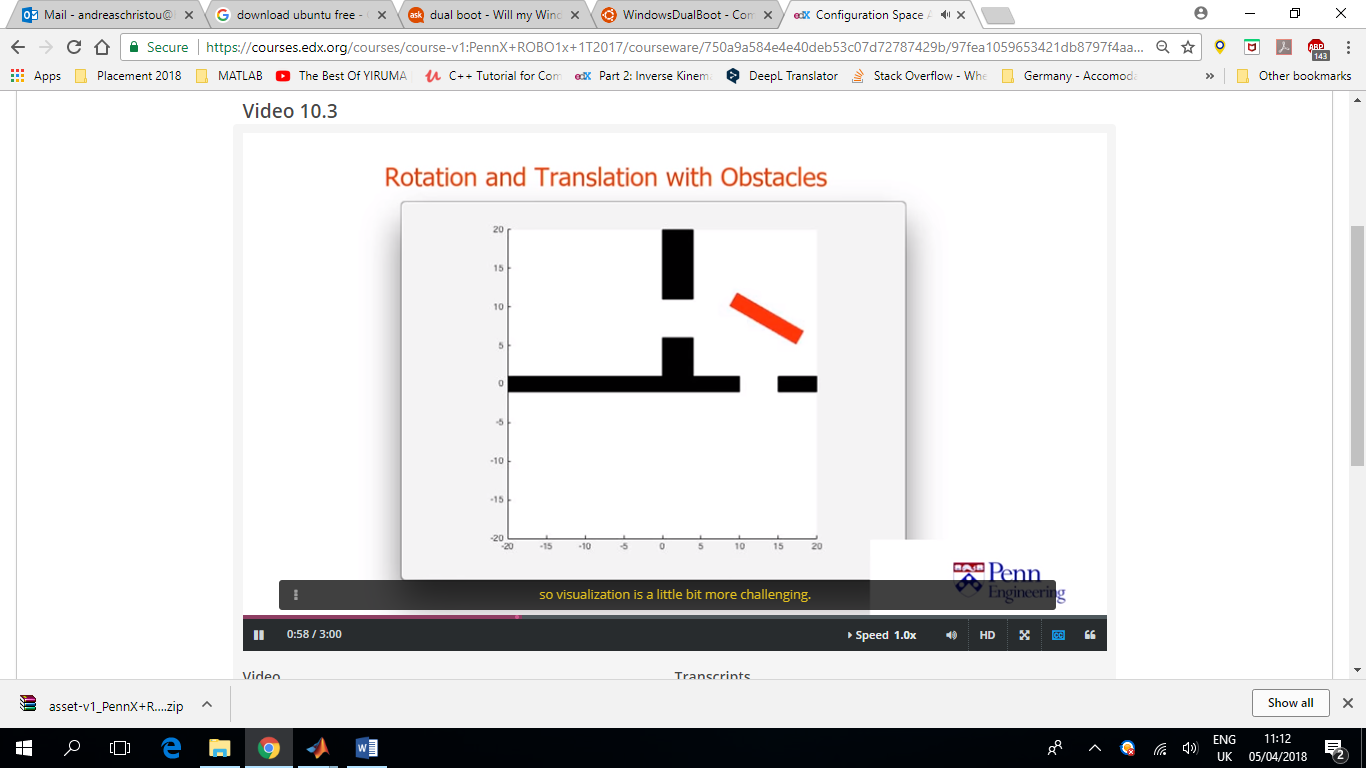 Mail - andreaschristou@
download ubuntu free -
dual boot - Will my Wind
WindowsDualBoot - Com
Configuration Space
Secure https://courses.edx.org/courses/course-v1:PennX+ROBO1x+1T2017/courseware/750a9a584e4e40deb53c07d72787429b/97fea1059653421db8797f4aa...
ABP
143
Apps Placement 2018 MATLAB The Best Of YIRUMA C++ Tutorial for Com Part 2: Inverse Kinema DeepL Translator Stack Overflow - Whe Germany - Accomoda » Other bookmarks
Video 10.3
Rotation and Translation with Obstacles
20
15
10
5
0
-5
-10
-15
-20
-20 -15 -10 -5 0 5 10 15 20
Penn
Engineering
so visualization is a little bit more challenging.
0:58 / 3:00 Speed 1.0x HD CC
Video Transcripts
asset-v1_PennX+R....zip Show all
ENG 11:12
UK 05/04/2018 2